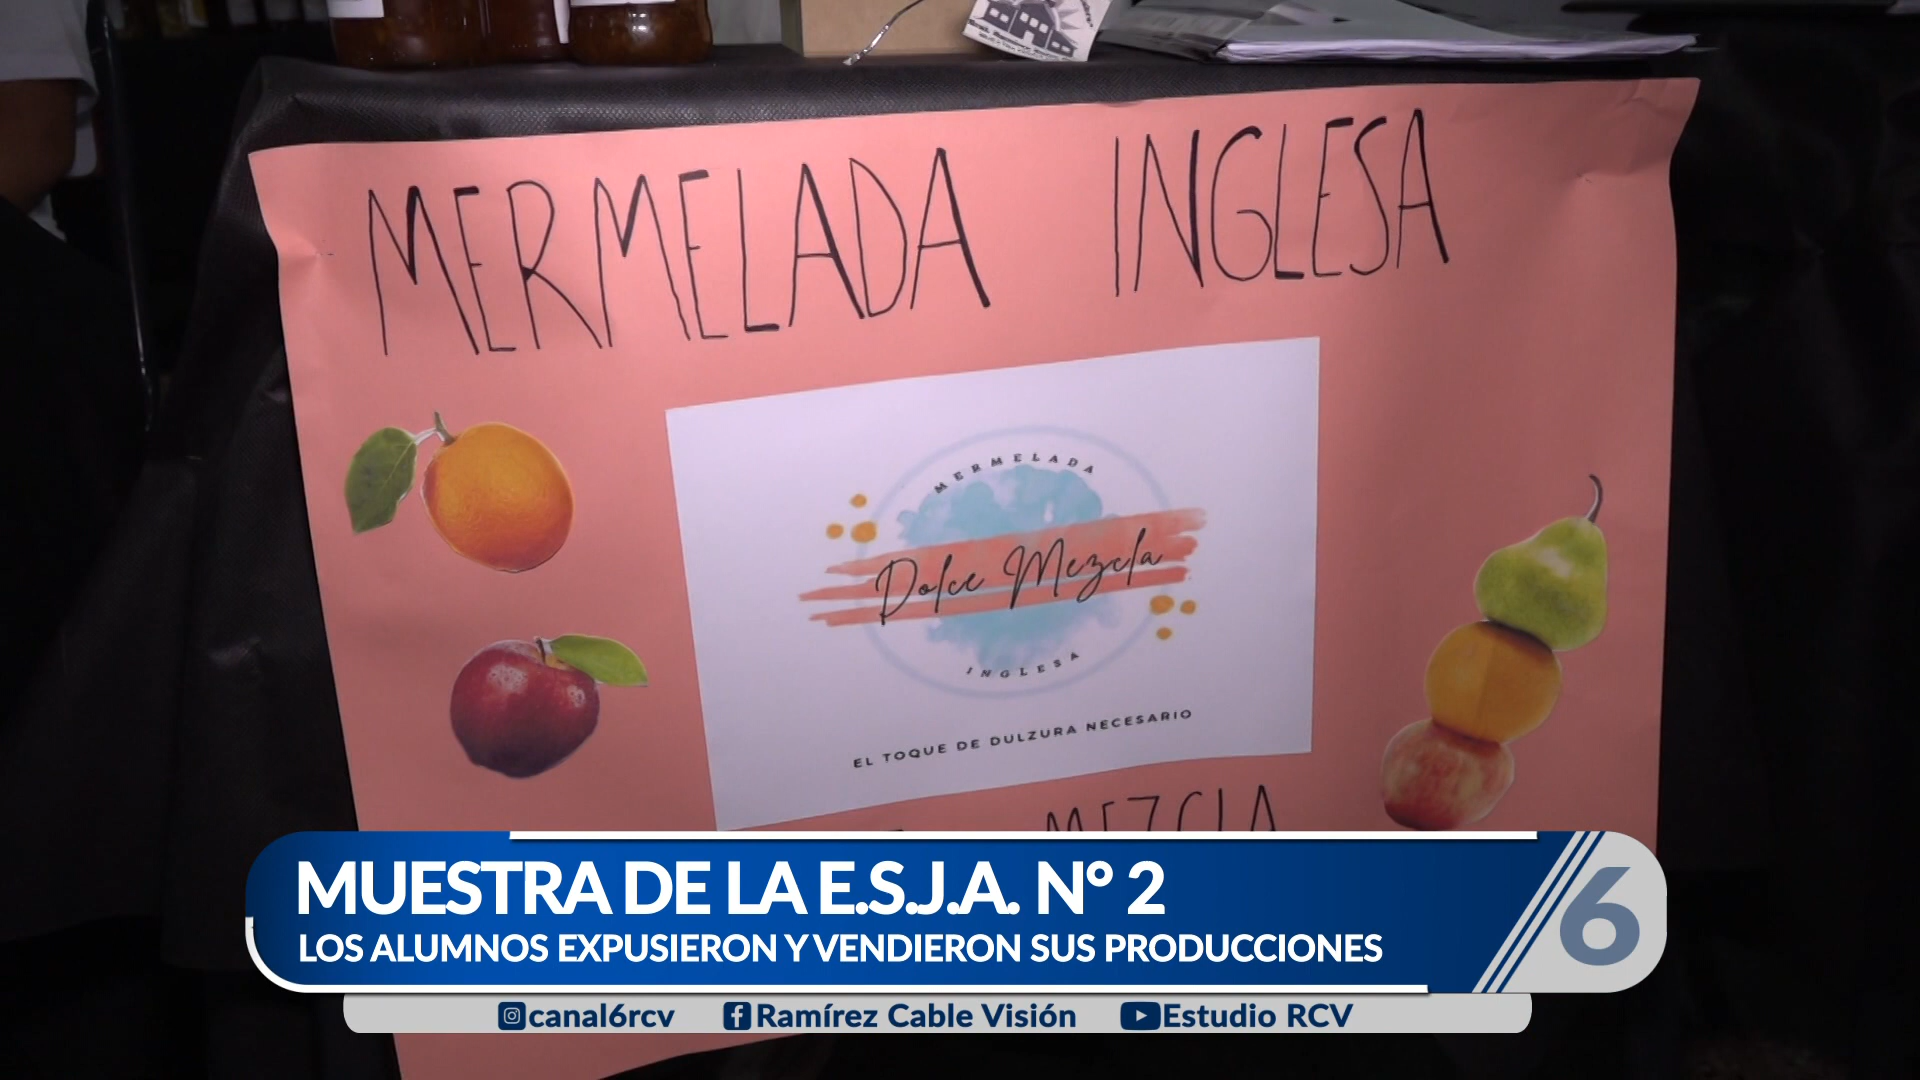 MERMELADA INGLESA
MERMELADA
Dolce Mezcla
INGLESA
EL TOQUE DE DULZURA NECESARIO
MEZCLA
MUESTRA DE LA E.S.J.A. N° 2
LOS ALUMNOS EXPUSIERON Y VENDIERON SUS PRODUCCIONES
6
canal6rcv Ramírez Cable Visión Estudio RCV